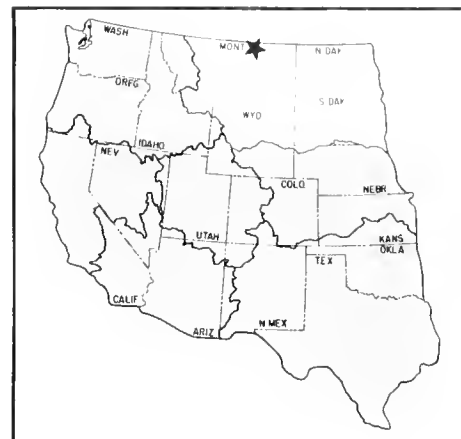 WASH
MONT
N DAK
OREG
S DAK
WYO
IDAHO
NEV
COLO
NEBR
UTAH
KANS
OKLA
TEX
CALIF
ARIZ
N MEX